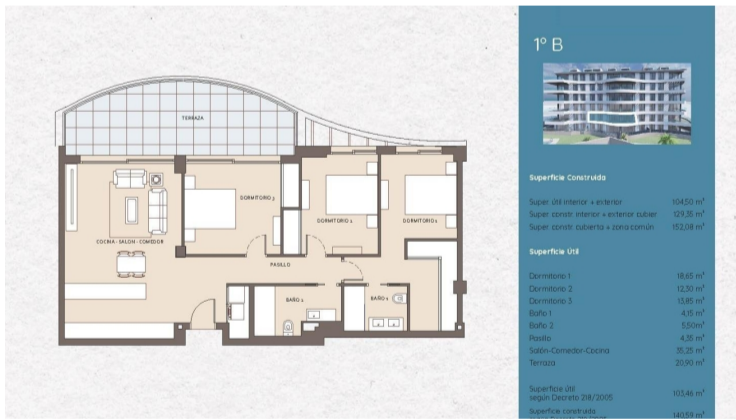 TERRAZA
DORMITORIO 3
DORMITORIO 2
DORMITORIO 1
COCINA - SALON - COMEDOR
PASILLO
BAÑO 2
BAÑO 1
1º B
Superficie Construida
Super. útil interior + exterior 104,50 m²
Super. constr. interior + exterior cubier 129,35 m²
Super. constr. cubierta + zona común 152,08 m²
Superficie Útil
Dormitorio 1 18,65 m²
Dormitorio 2 12,30 m²
Dormitorio 3 13,85 m²
Baño 1 4,15 m²
Baño 2 5,50m²
Pasillo 4,35 m²
Salón-Comedor-Cocina 35,25 m²
Terraza 20,90 m²
Superficie útil
según Decreto 218/2005 103,46 m²
Superficie construida 140,59 m²